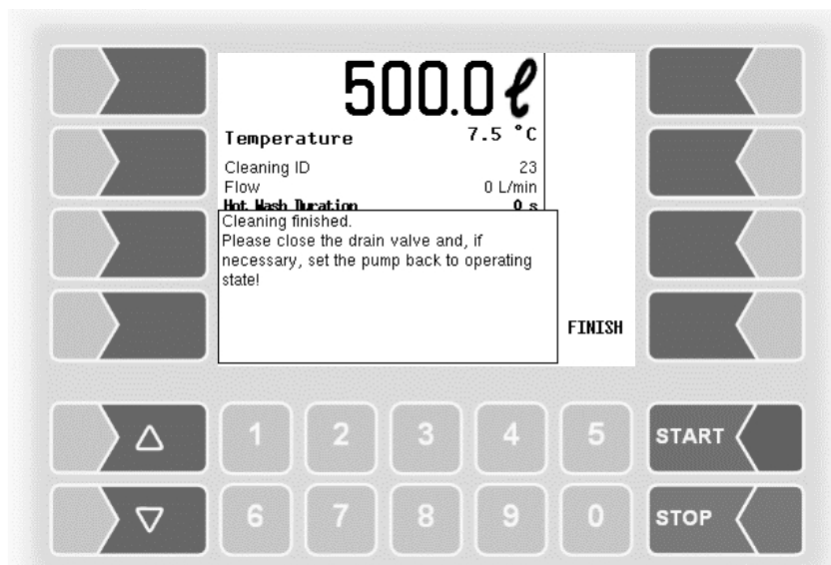 500.0 ℓ
Temperature 7.5 °C
Cleaning ID 23
Flow 0 L/min
Hot Wash Duration 0 s
Cleaning finished.
Please close the drain valve and, if
necessary, set the pump back to operating
state!
FINISH
1 2 3 4 5 START
6 7 8 9 0 STOP